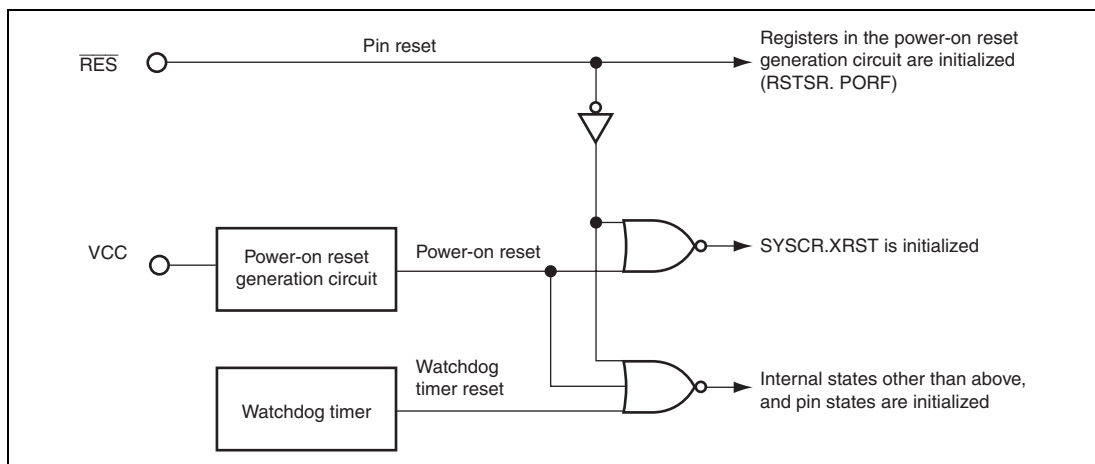 RES
Pin reset
Registers in the power-on reset
generation circuit are initialized
(RSTSR. PORF)
VCC
Power-on reset
generation circuit
Power-on reset
SYSCR.XRST is initialized
Watchdog timer
Watchdog
timer reset
Internal states other than above,
and pin states are initialized